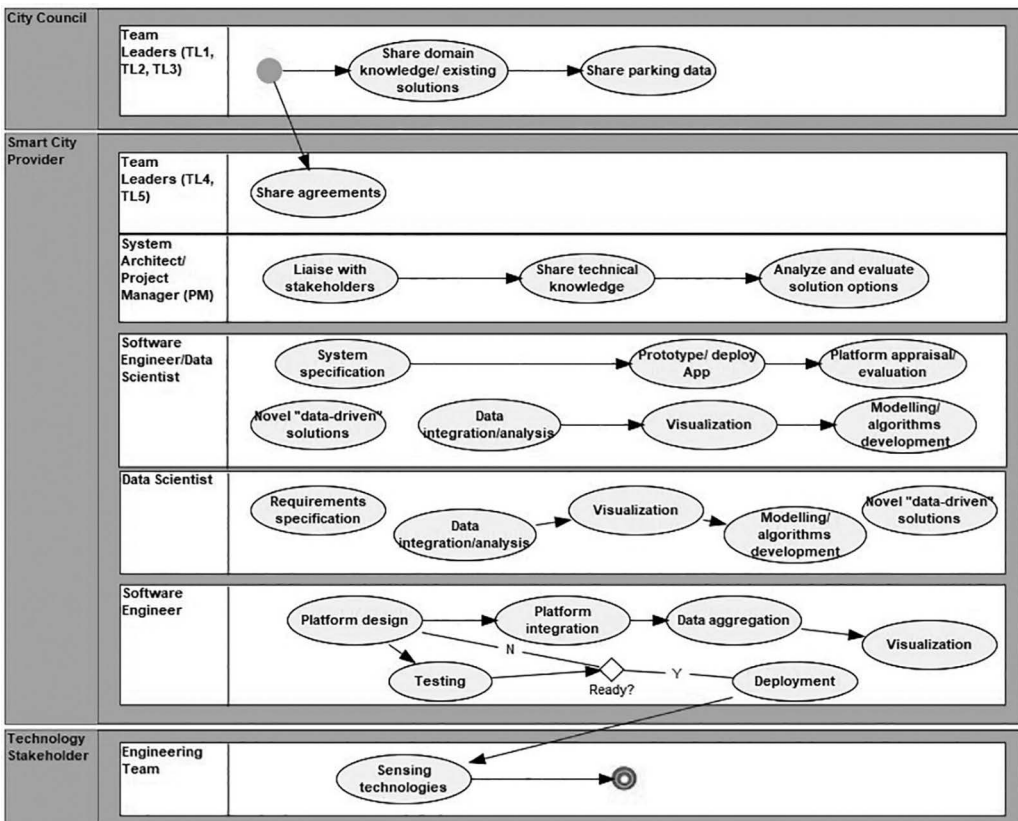 City Council
Team
Leaders (TL1,
TL2, TL3)
Share domain
knowledge/ existing
solutions
Share parking data
Smart City
Provider
Team
Leaders (TL4,
TL5)
Share agreements
System
Architect/
Project
Manager (PM)
Liaise with
stakeholders
Share technical
knowledge
Analyze and evaluate
solution options
Software
Engineer/Data
Scientist
System
specification
Prototype/ deploy
App
Platform appraisal/
evaluation
Novel "data-driven"
solutions
Data
integration/analysis
Visualization
Modelling/
algorithms
development
Data Scientist
Requirements
specification
Data
integration/analysis
Visualization
Modelling/
algorithms
development
Novel "data-driven"
solutions
Software
Engineer
Platform design
Platform
integration
Data aggregation
Visualization
N
Testing
Ready?
Y
Deployment
Technology
Stakeholder
Engineering
Team
Sensing
technologies